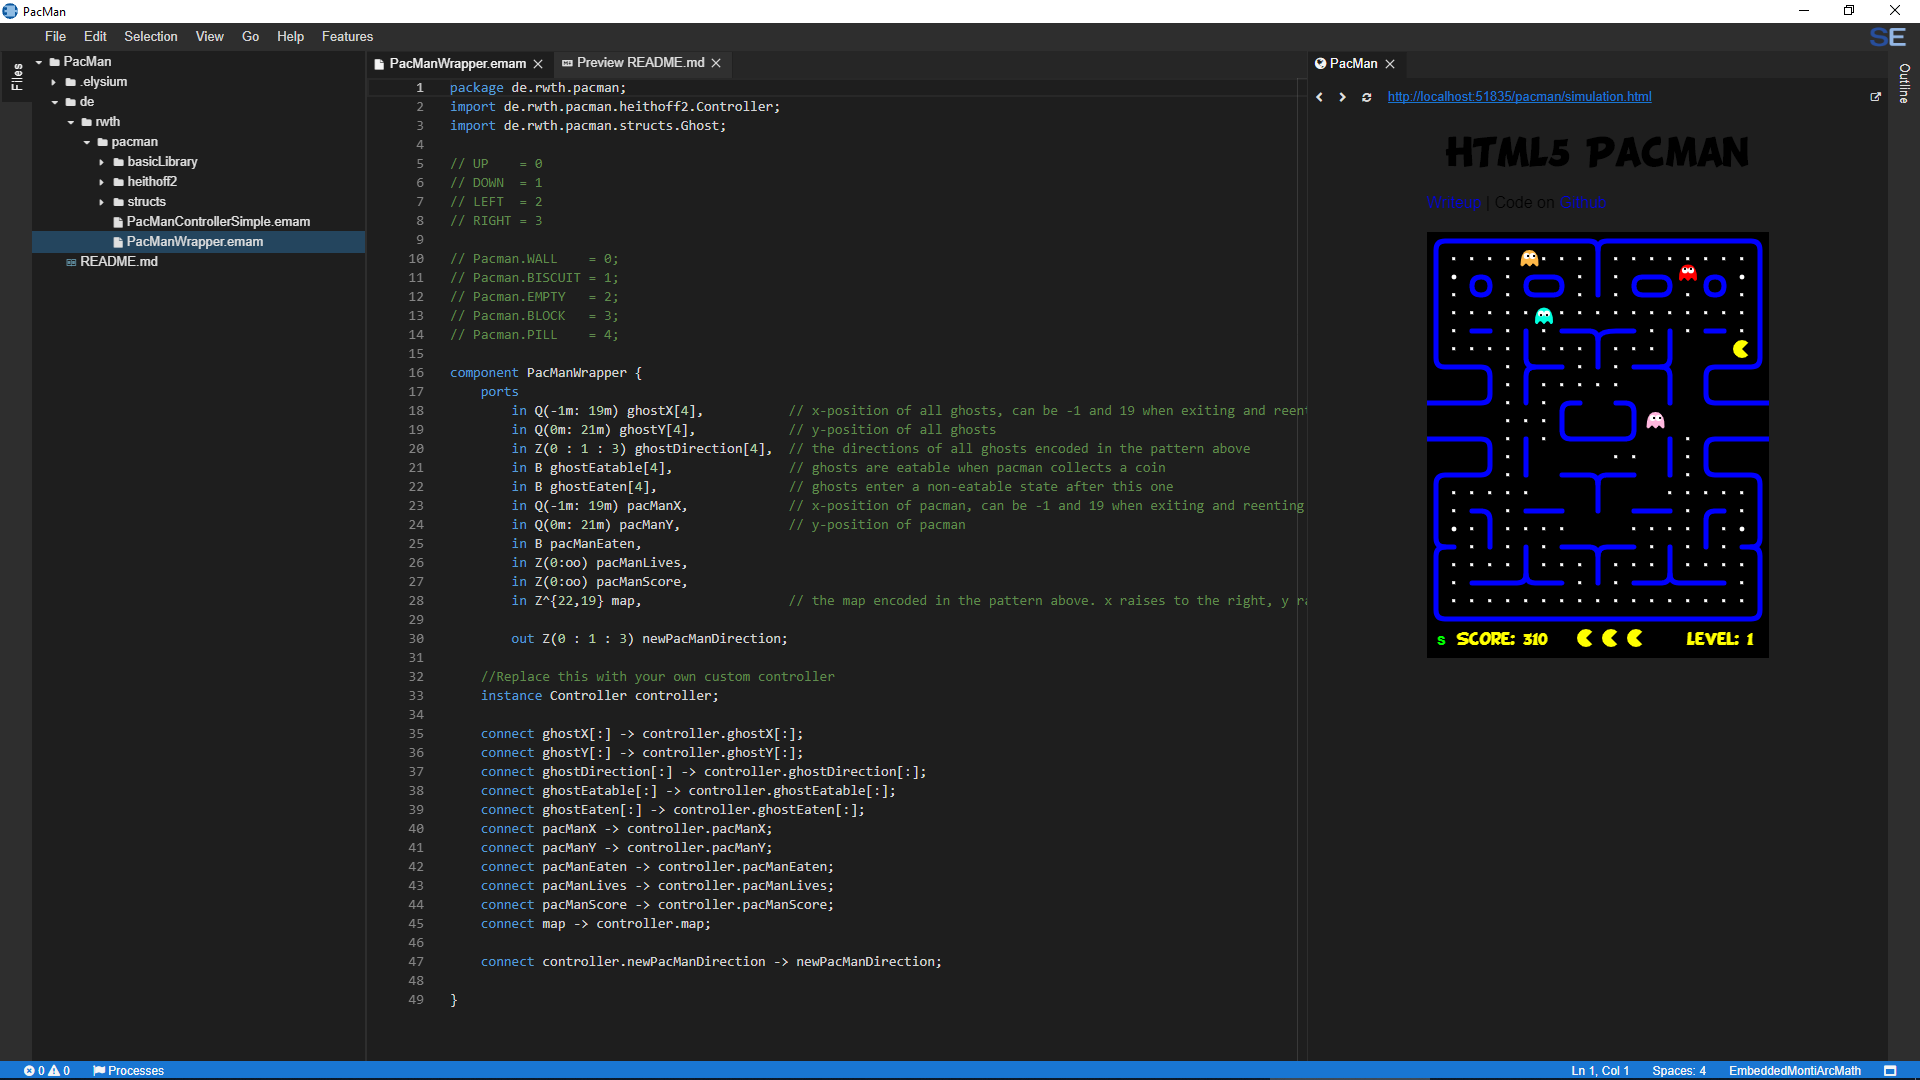 PacMan
File Edit Selection View Go Help Features
SE
Files
PacMan
.elysium
de
rwth
pacman
basicLibrary
heithoff2
structs
PacManControllerSimple.emam
PacManWrapper.emam
README.md
PacManWrapper.emam
Preview README.md
1 package de.rwth.pacman;
2 import de.rwth.pacman.heithoff2.Controller;
3 import de.rwth.pacman.structs.Ghost;
4
5 // UP    = 0
6 // DOWN  = 1
7 // LEFT  = 2
8 // RIGHT = 3
9
10 // Pacman.WALL    = 0;
11 // Pacman.BISCUIT = 1;
12 // Pacman.EMPTY   = 2;
13 // Pacman.BLOCK   = 3;
14 // Pacman.PILL    = 4;
15
16 component PacManWrapper {
17 ports
18 in Q(-1m: 19m) ghostX[4], // x-position of all ghosts, can be -1 and 19 when exiting and reent
19 in Q(0m: 21m) ghostY[4], // y-position of all ghosts
20 in Z(0 : 1 : 3) ghostDirection[4], // the directions of all ghosts encoded in the pattern above
21 in B ghostEatable[4], // ghosts are eatable when pacman collects a coin
22 in B ghostEaten[4], // ghosts enter a non-eatable state after this one
23 in Q(-1m: 19m) pacManX, // x-position of pacman, can be -1 and 19 when exiting and reenting
24 in Q(0m: 21m) pacManY, // y-position of pacman
25 in B pacManEaten,
26 in Z(0:oo) pacManLives,
27 in Z(0:oo) pacManScore,
28 in Z^{22,19} map, // the map encoded in the pattern above. x raises to the right, y ra
29
30 out Z(0 : 1 : 3) newPacManDirection;
31
32 //Replace this with your own custom controller
33 instance Controller controller;
34
35 connect ghostX[:] -> controller.ghostX[:];
36 connect ghostY[:] -> controller.ghostY[:];
37 connect ghostDirection[:] -> controller.ghostDirection[:];
38 connect ghostEatable[:] -> controller.ghostEatable[:];
39 connect ghostEaten[:] -> controller.ghostEaten[:];
40 connect pacManX -> controller.pacManX;
41 connect pacManY -> controller.pacManY;
42 connect pacManEaten -> controller.pacManEaten;
43 connect pacManLives -> controller.pacManLives;
44 connect pacManScore -> controller.pacManScore;
45 connect map -> controller.map;
46
47 connect controller.newPacManDirection -> newPacManDirection;
48
49 }
PacMan
http://localhost:51835/pacman/simulation.html
HTML5 PACMAN
Writeup | Code on Github
s SCORE: 310 LEVEL: 1
Outline
0 0 Processes
Ln 1, Col 1 Spaces: 4 EmbeddedMontiArcMath